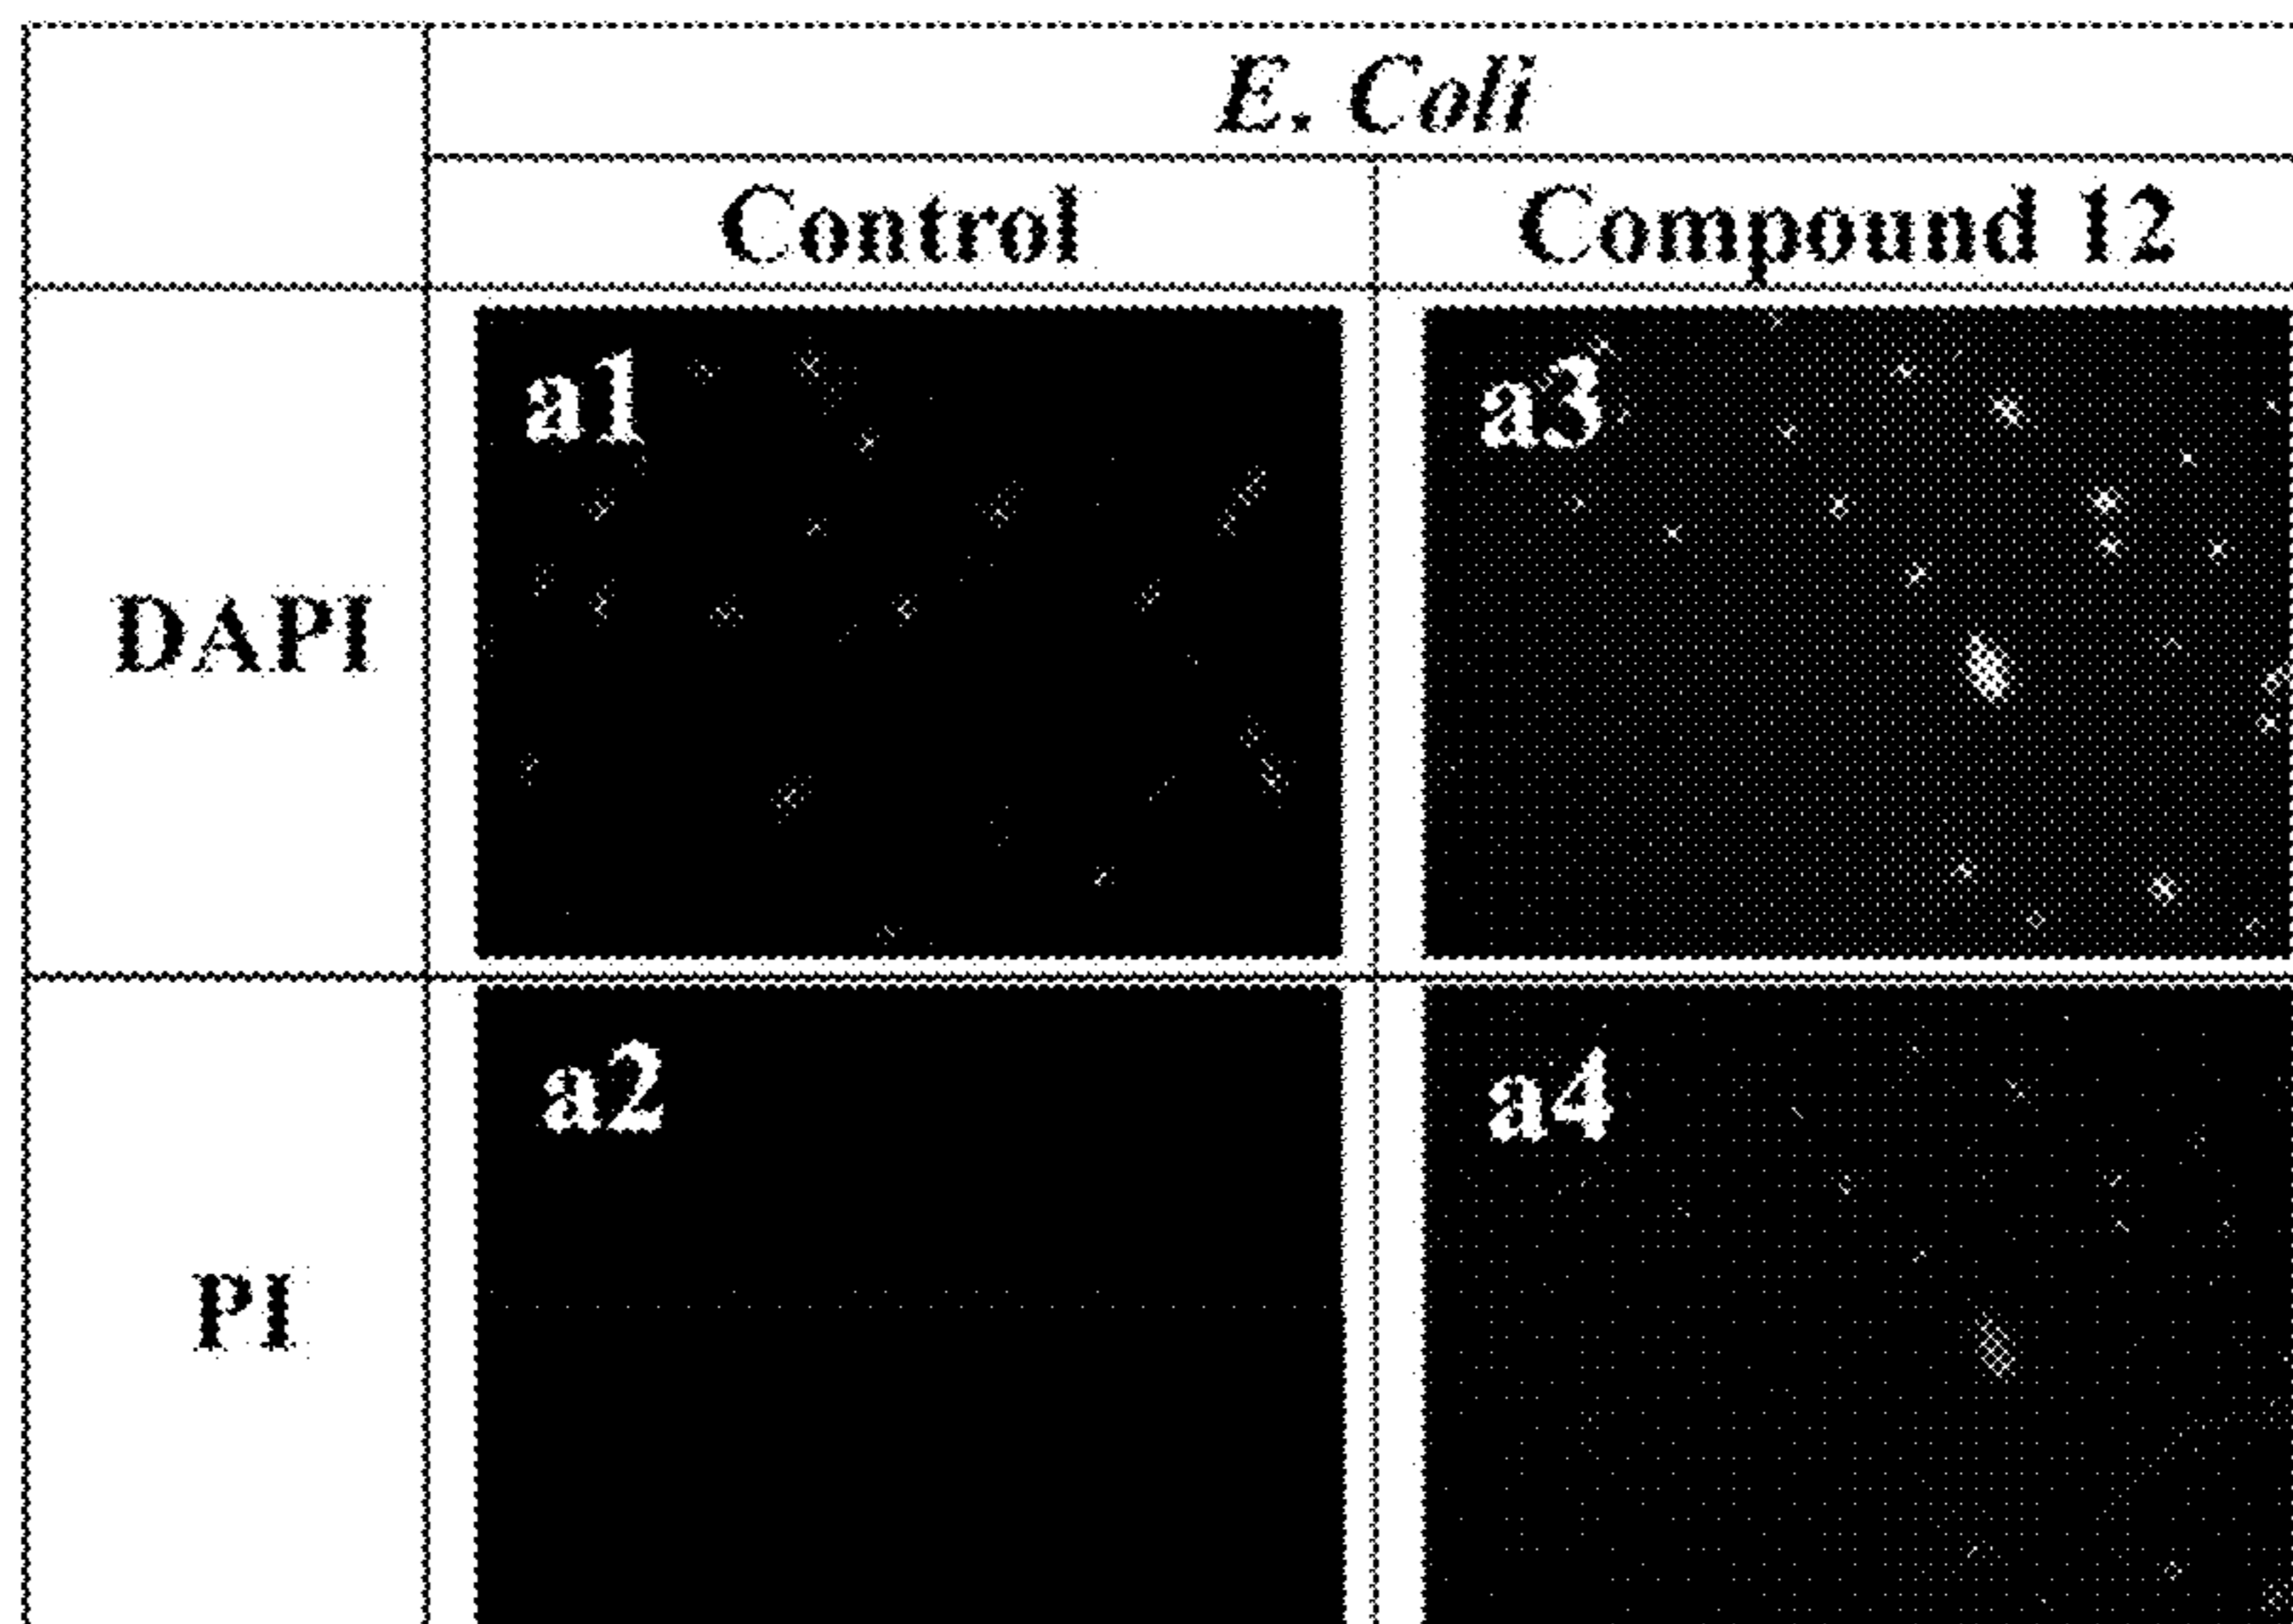 E. Coli
Control Compound 12
DAPI
a1 a3
PI
a2 a4